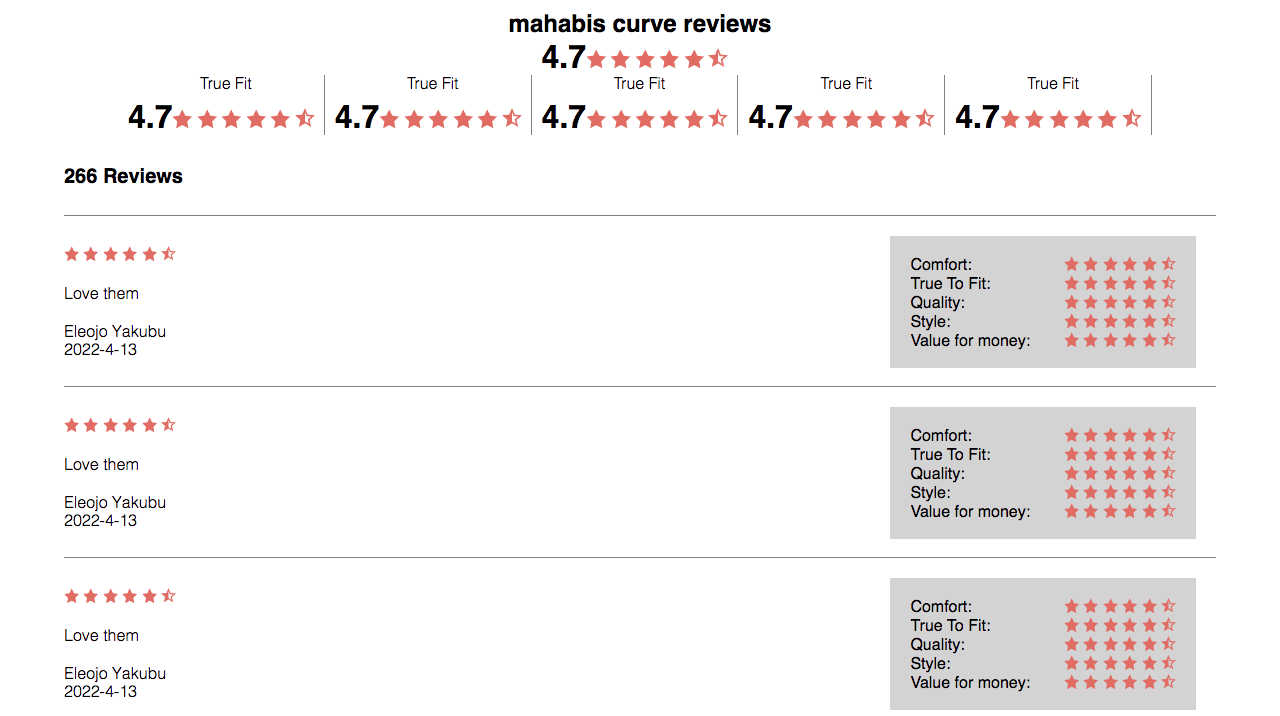 mahabis curve reviews
4.7
True Fit True Fit True Fit True Fit True Fit
4.7 4.7 4.7 4.7 4.7
266 Reviews
Love them
Eleojo Yakubu
2022-4-13
Comfort:
True To Fit:
Quality:
Style:
Value for money:
Love them
Eleojo Yakubu
2022-4-13
Comfort:
True To Fit:
Quality:
Style:
Value for money:
Love them
Eleojo Yakubu
2022-4-13
Comfort:
True To Fit:
Quality:
Style:
Value for money: